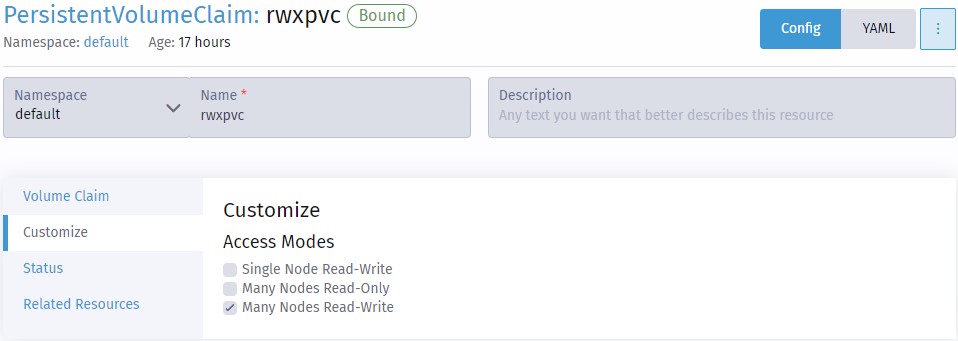 PersistentVolumeClaim: rwxpvc Bound
Namespace: default Age: 17 hours
Config YAML
Namespace
default
Name *
rwxpvc
Description
Any text you want that better describes this resource
Volume Claim
Customize
Status
Related Resources
Customize
Access Modes
Single Node Read-Write
Many Nodes Read-Only
Many Nodes Read-Write